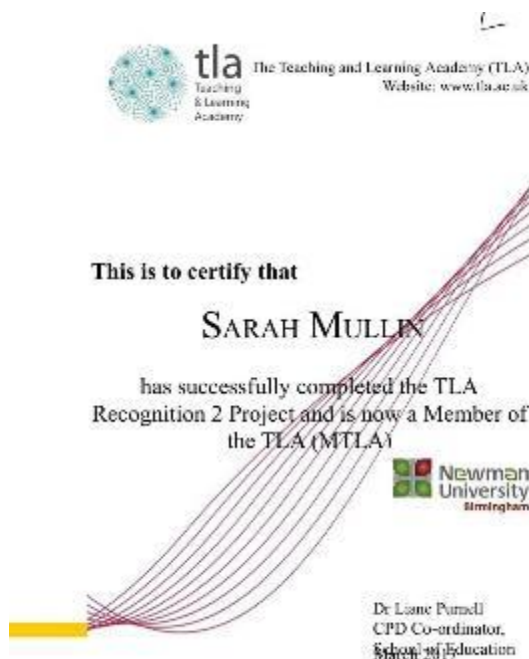 tla
Teaching
& Learning
Academy
The Teaching and Learning Academy (TLA)
Website: www.tla.ac.uk
This is to certify that
SARAH MULLIN
has successfully completed the TLA
Recognition 2 Project and is now a Member of
the TLA (MTLA)
Newman
University
Birmingham
Dr Liane Purnell
CPD Co-ordinator,
School of Education
March 2017